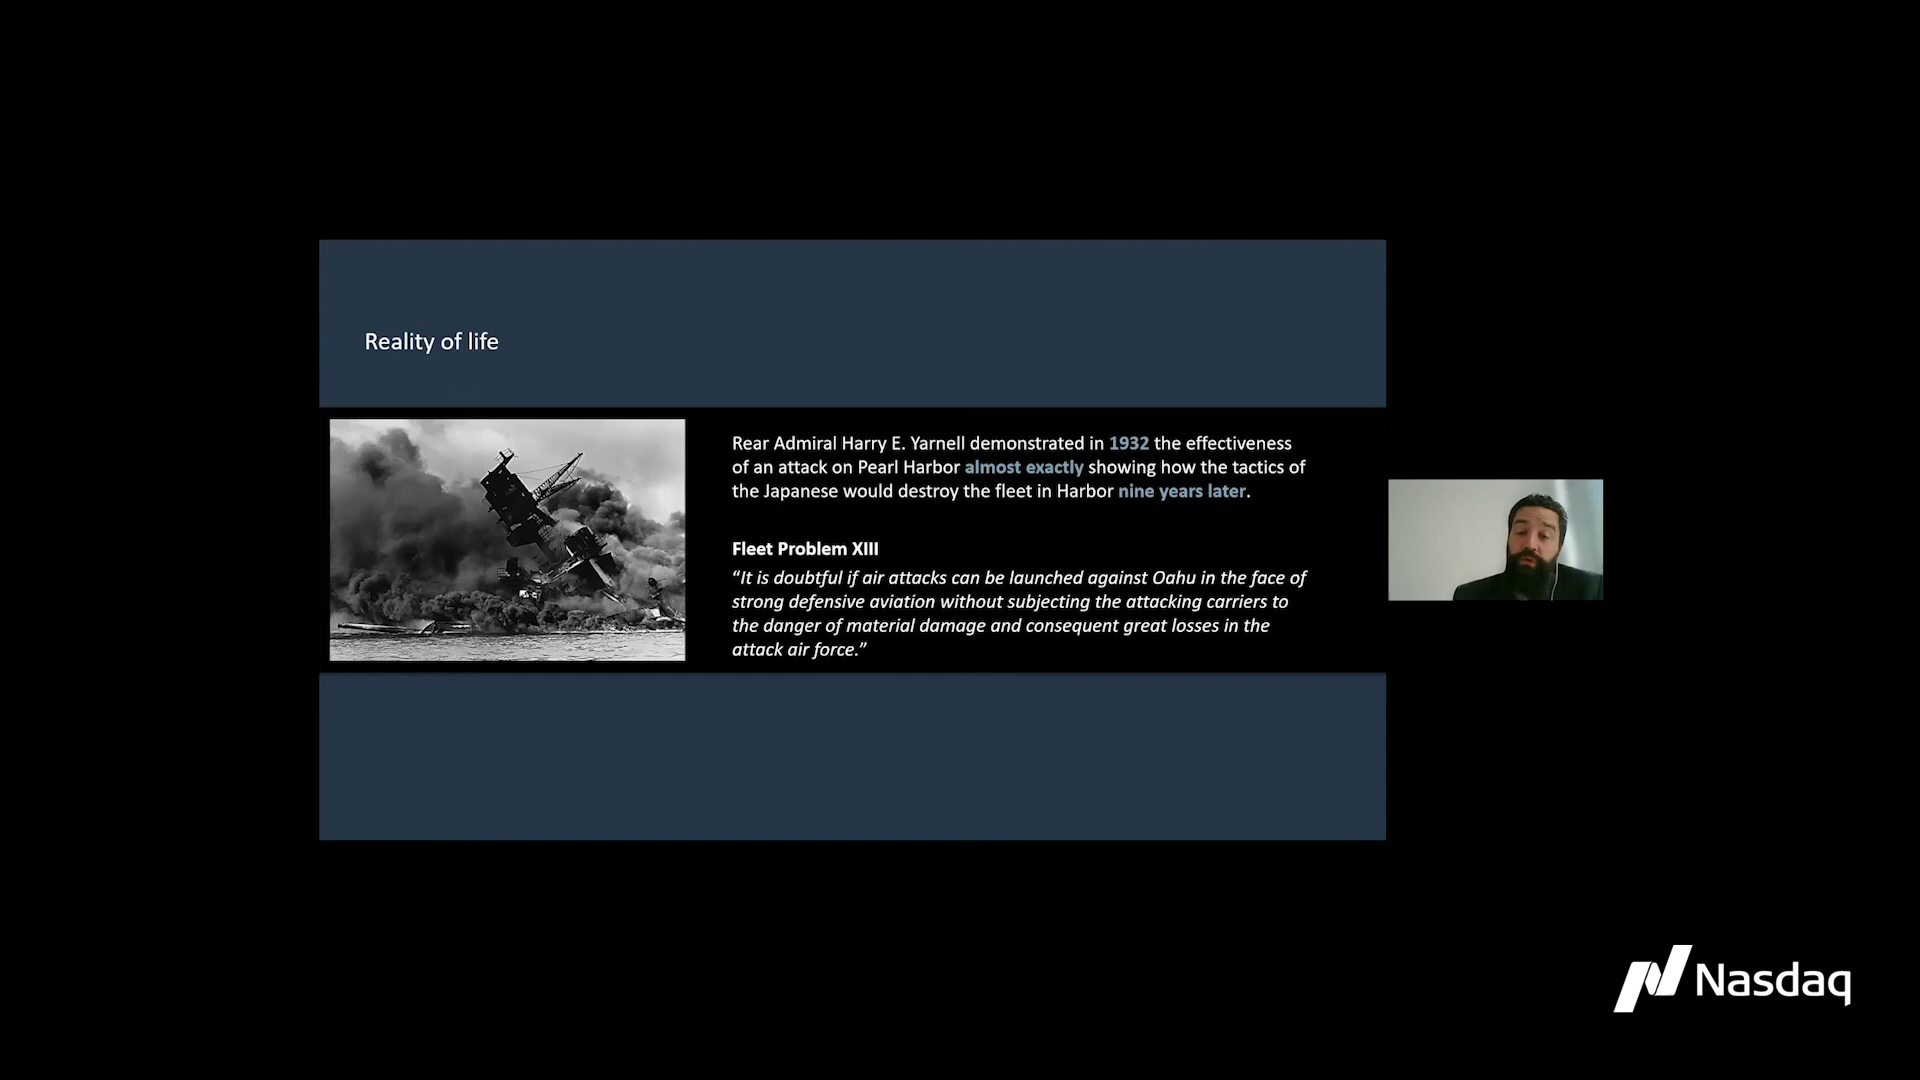 Reality of life
Rear Admiral Harry E. Yarnell demonstrated in 1932 the effectiveness
of an attack on Pearl Harbor almost exactly showing how the tactics of
the Japanese would destroy the fleet in Harbor nine years later.
Fleet Problem XIII
“It is doubtful if air attacks can be launched against Oahu in the face of
strong defensive aviation without subjecting the attacking carriers to
the danger of material damage and consequent great losses in the
attack air force.”
Nasdaq